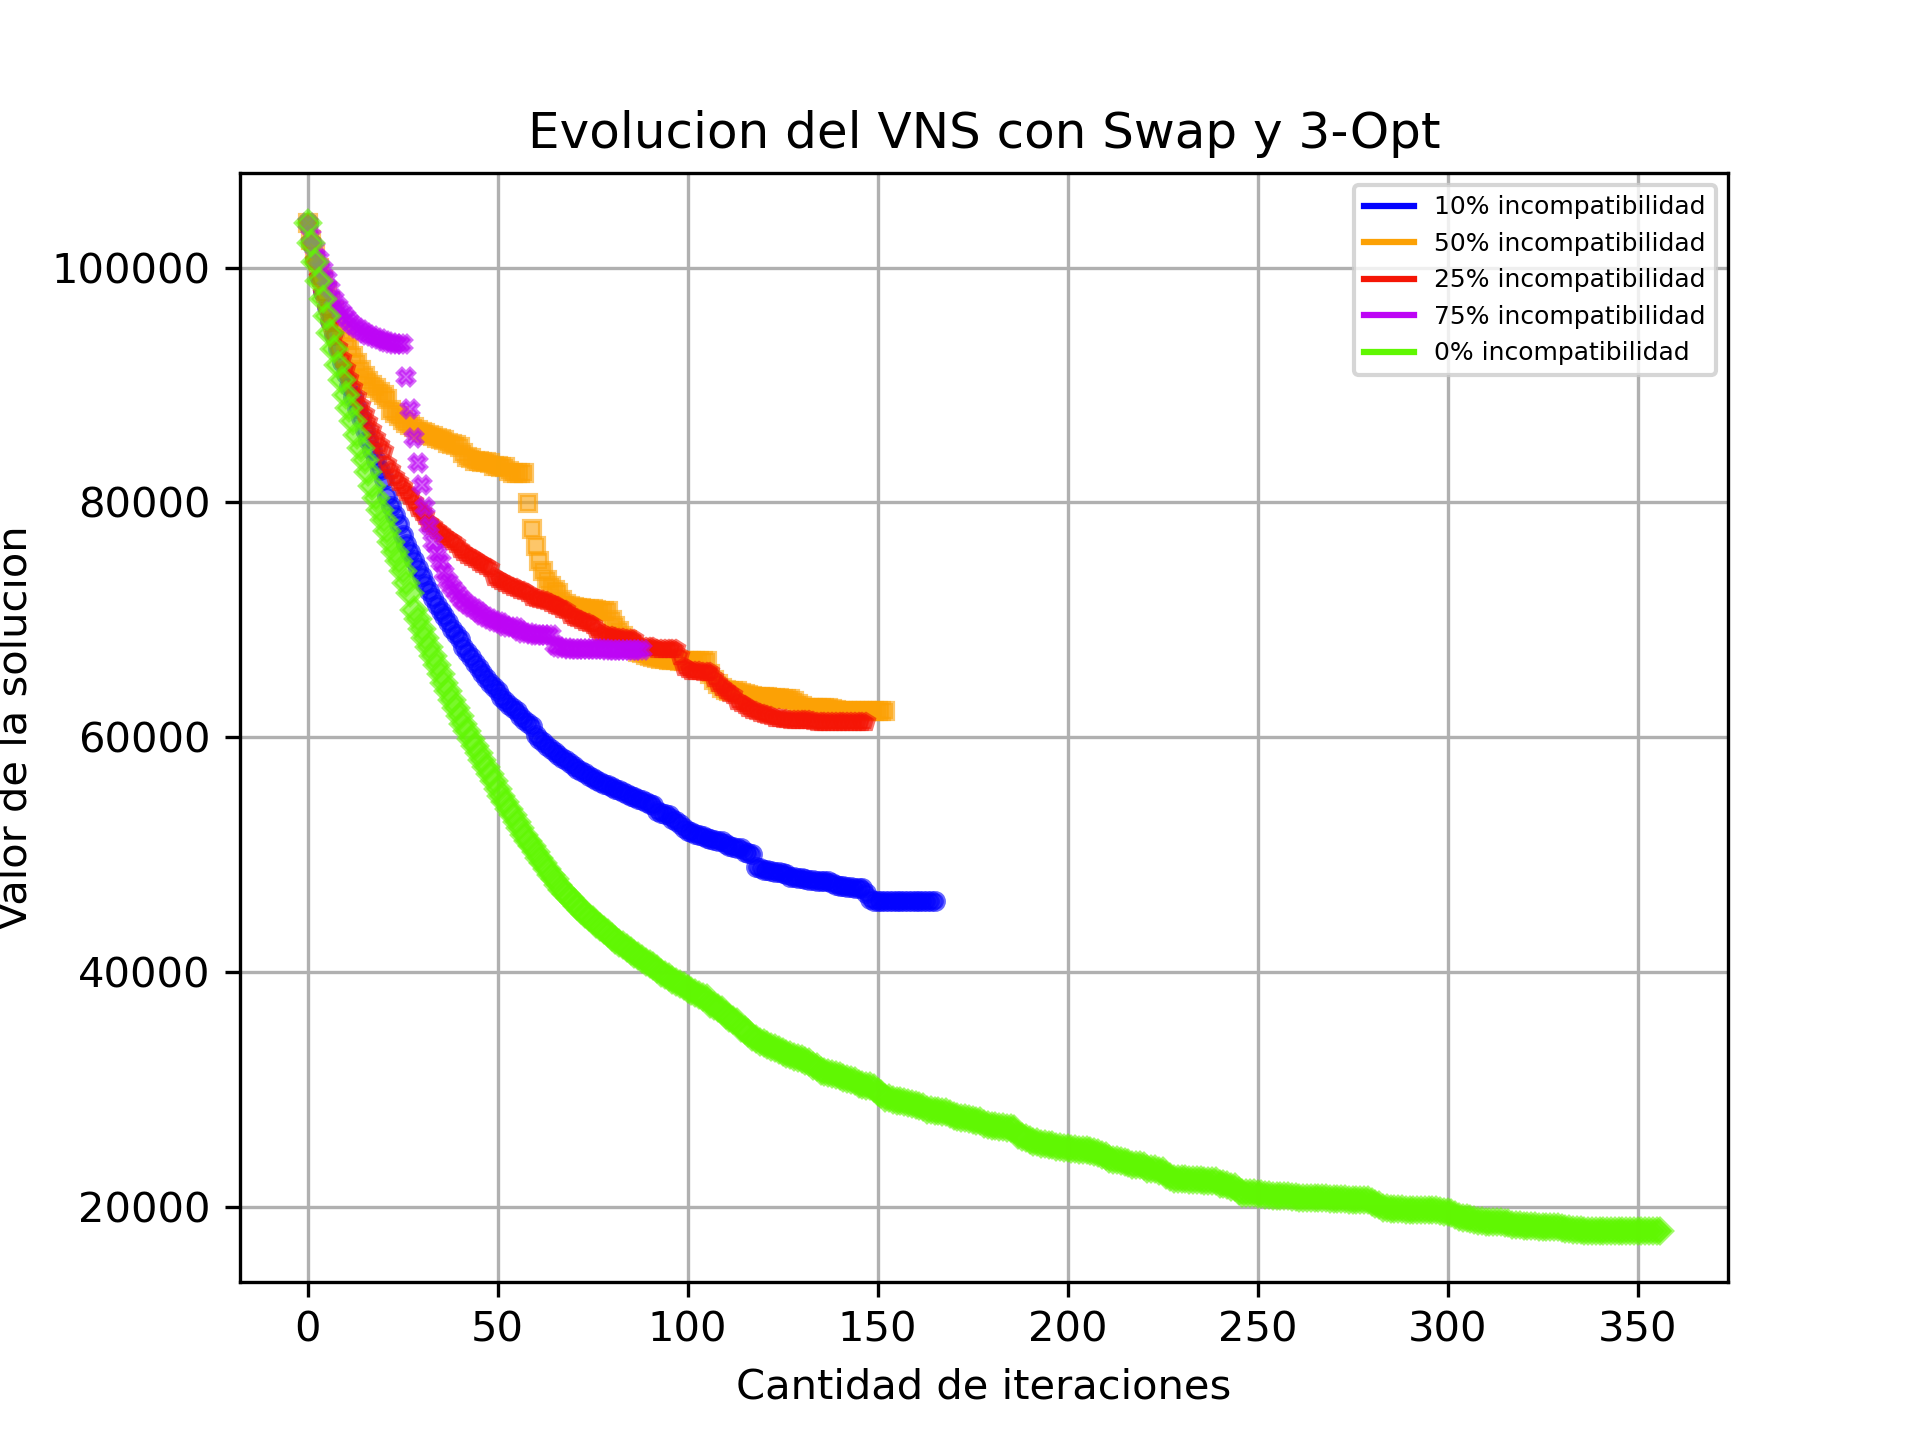 Evolucion del VNS con Swap y 3-Opt
10% incompatibilidad
50% incompatibilidad
25% incompatibilidad
75% incompatibilidad
0% incompatibilidad
Valor de la solucion
100000
80000
60000
40000
20000
0 50 100 150 200 250 300 350
Cantidad de iteraciones